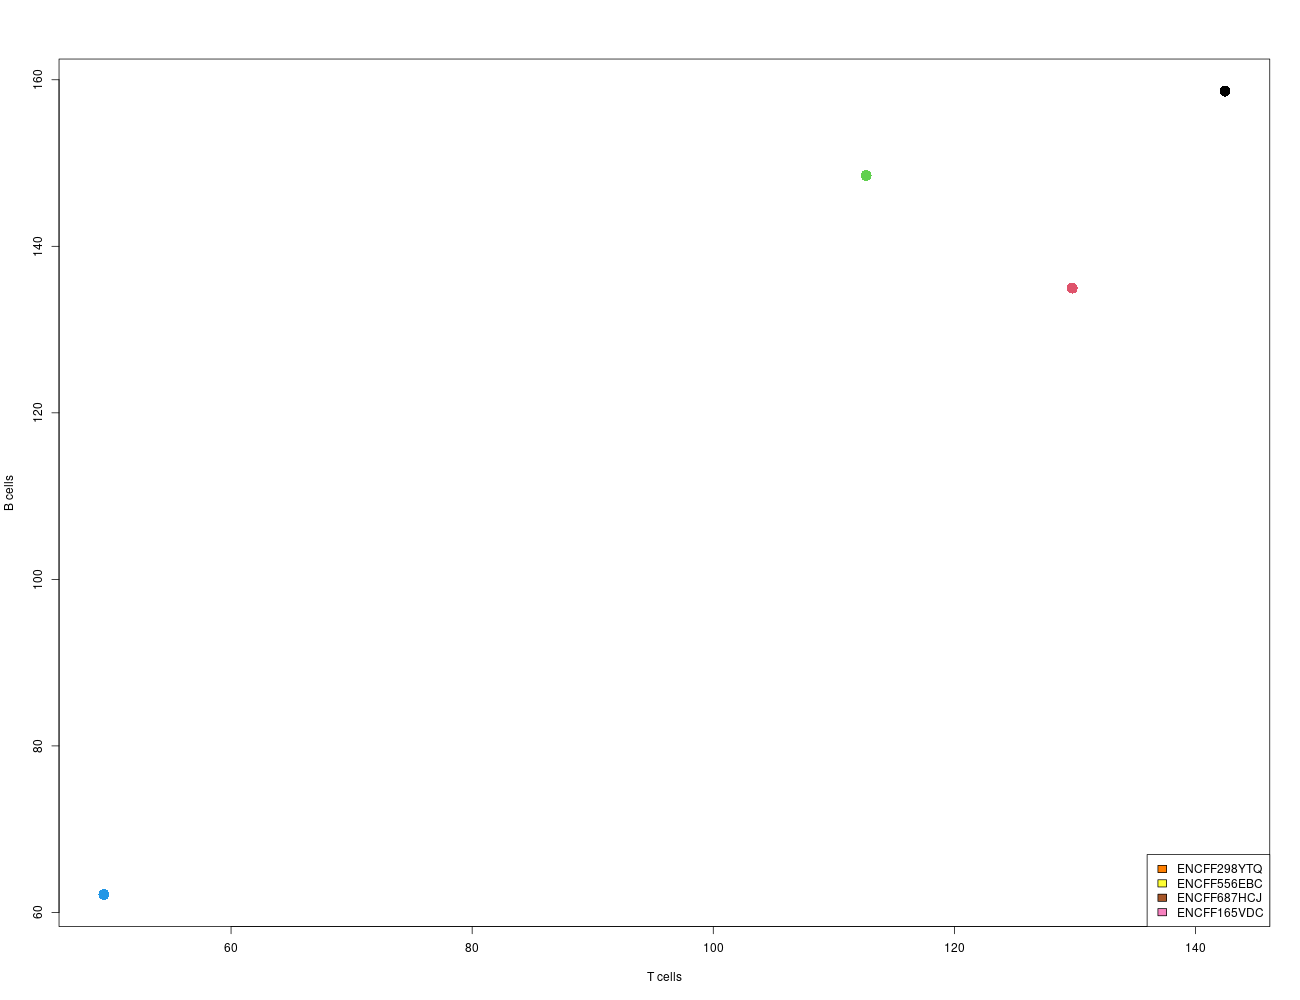 160
140
120
100
80
60
B cells
60 80 100 120 140
T cells
ENCFF298YTQ
ENCFF556EBC
ENCFF687HCJ
ENCFF165VDC